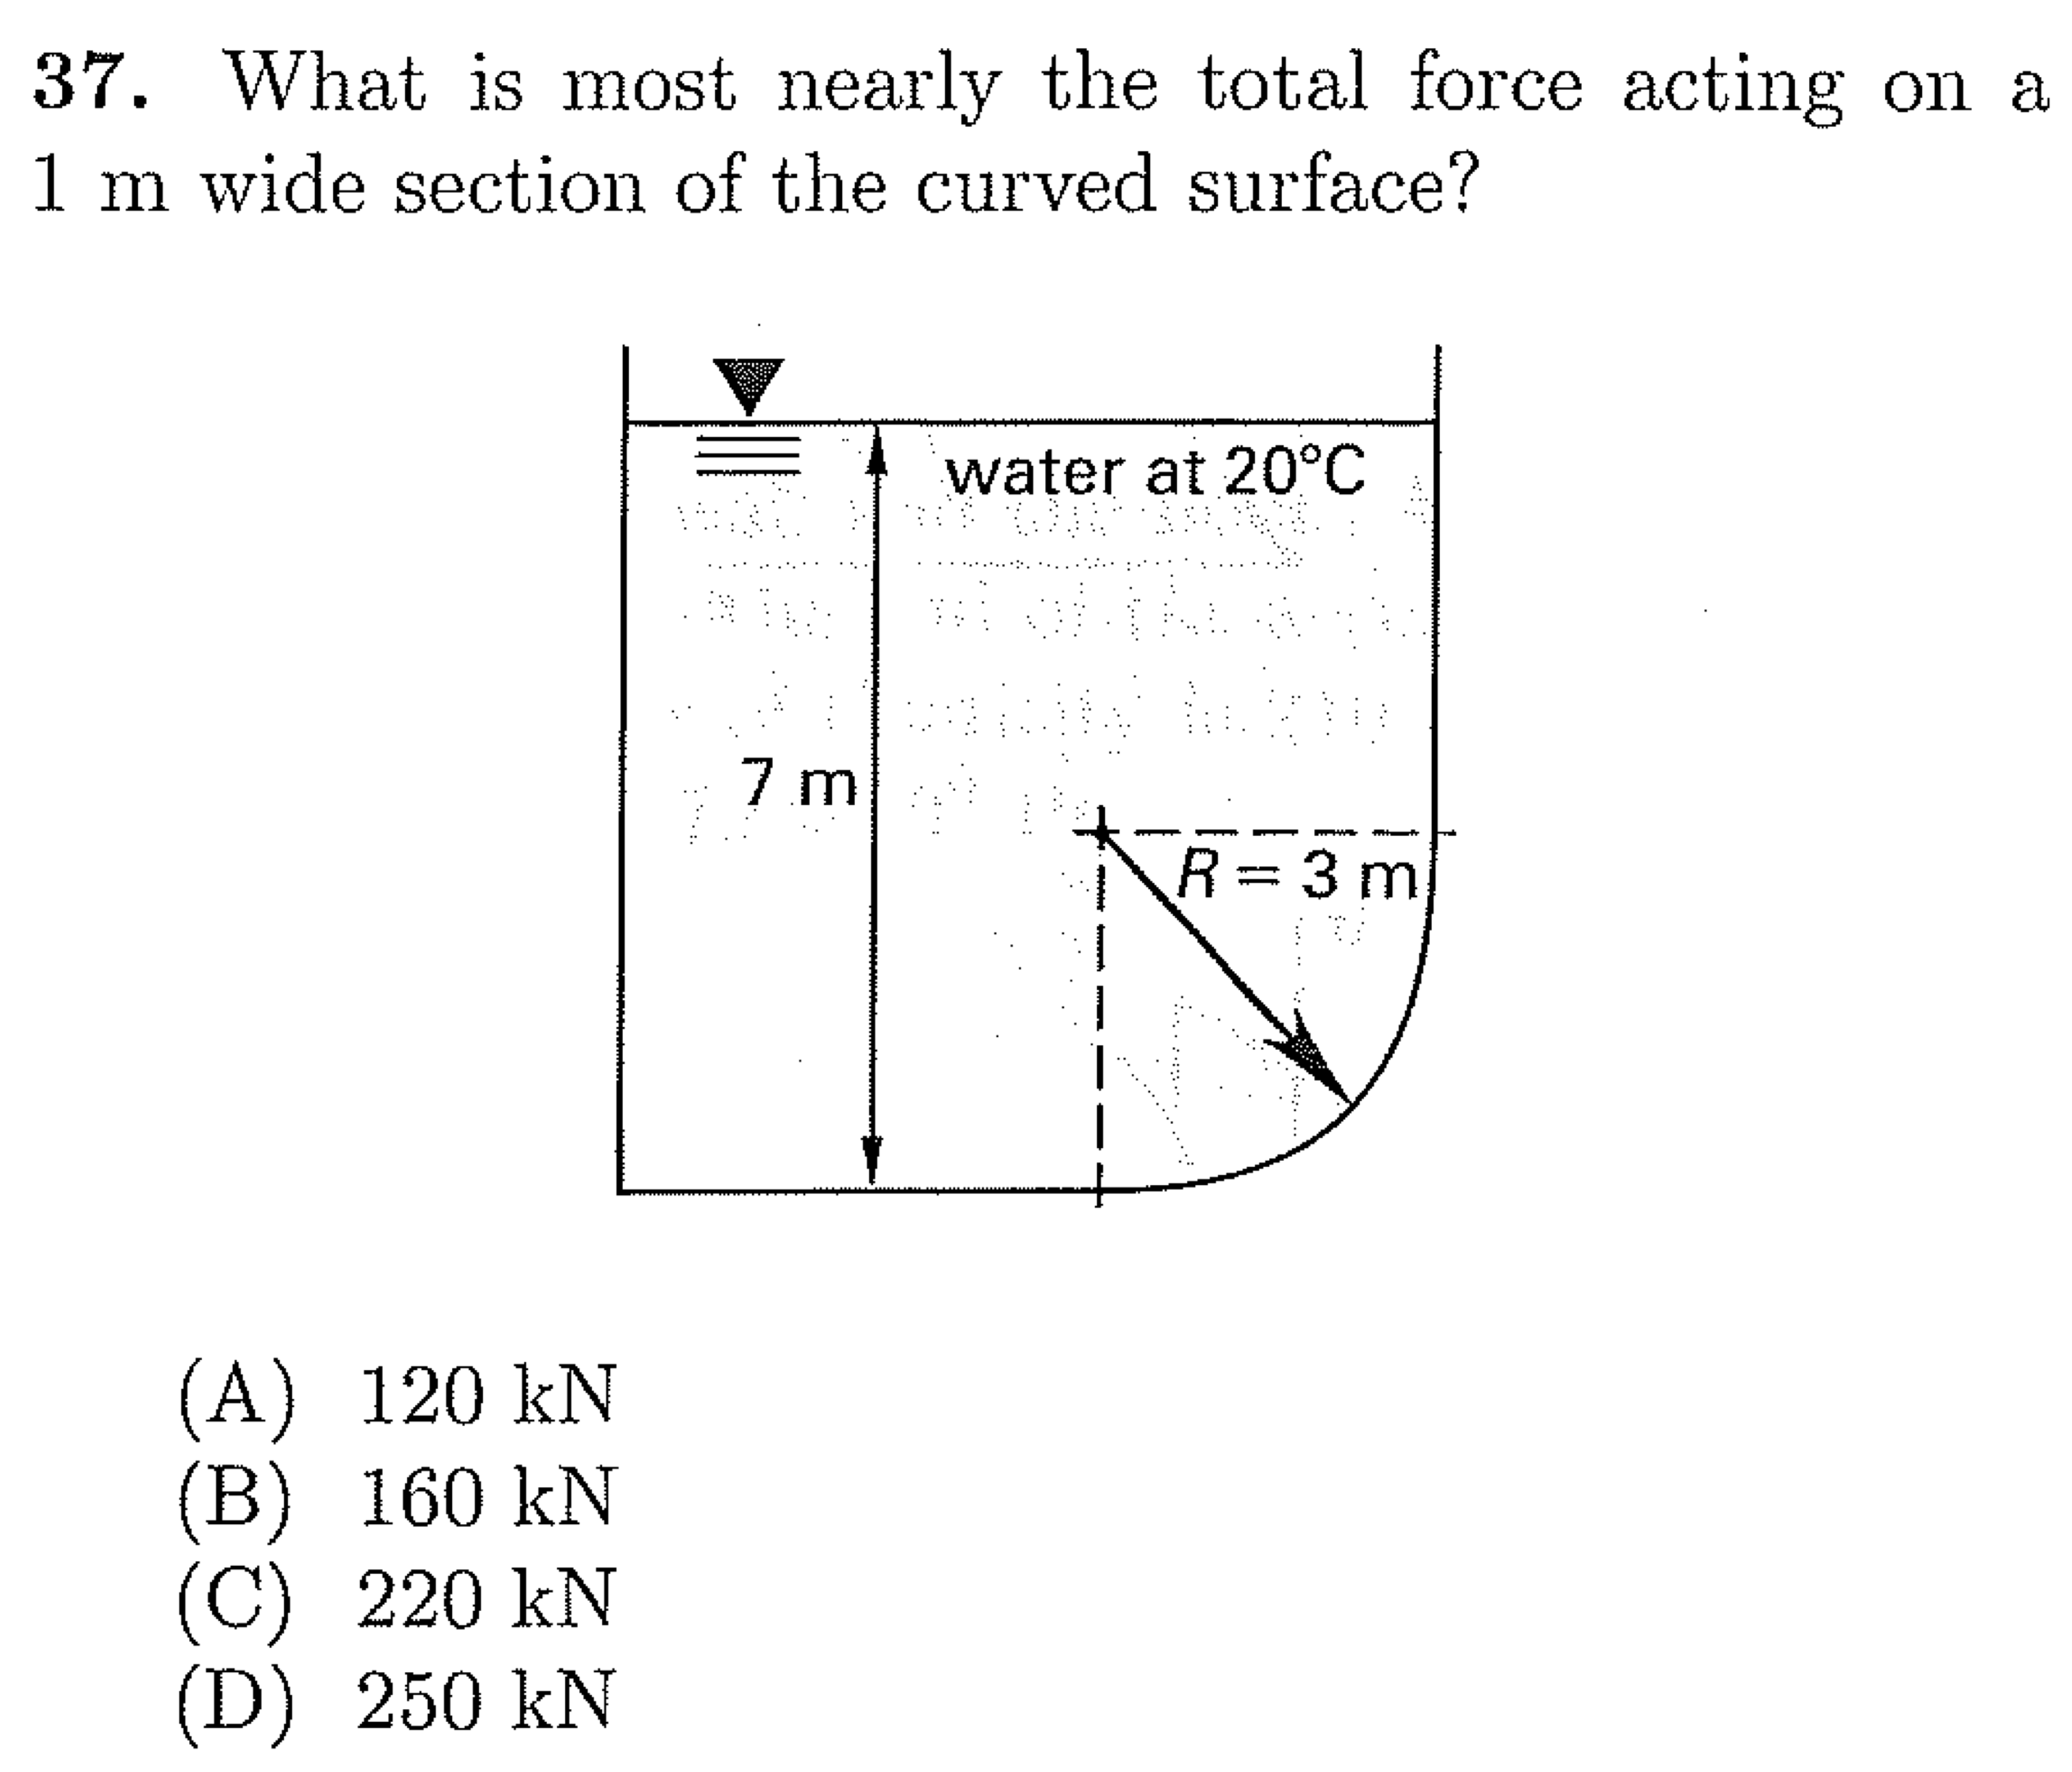 37. What is most nearly the total force acting on a
1 m wide section of the curved surface?
water at 20°C
7 m
R = 3 m
(A) 120 kN
(B) 160 kN
(C) 220 kN
(D) 250 kN